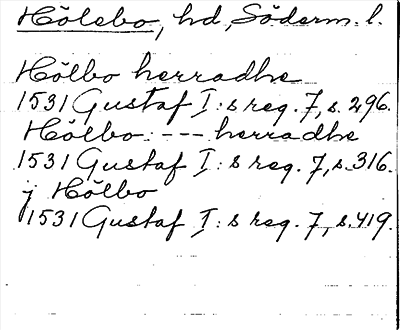 Hölebo, hd, Söderm. l.
Hölbo herradhe
1531 Gustaf I:s reg. 7, s. 296.
Hölbo: --- herradhe
1531 Gustaf I:s reg. 7, s. 316.
j Hölbo
1531 Gustaf I:s reg. 7, s. 419.